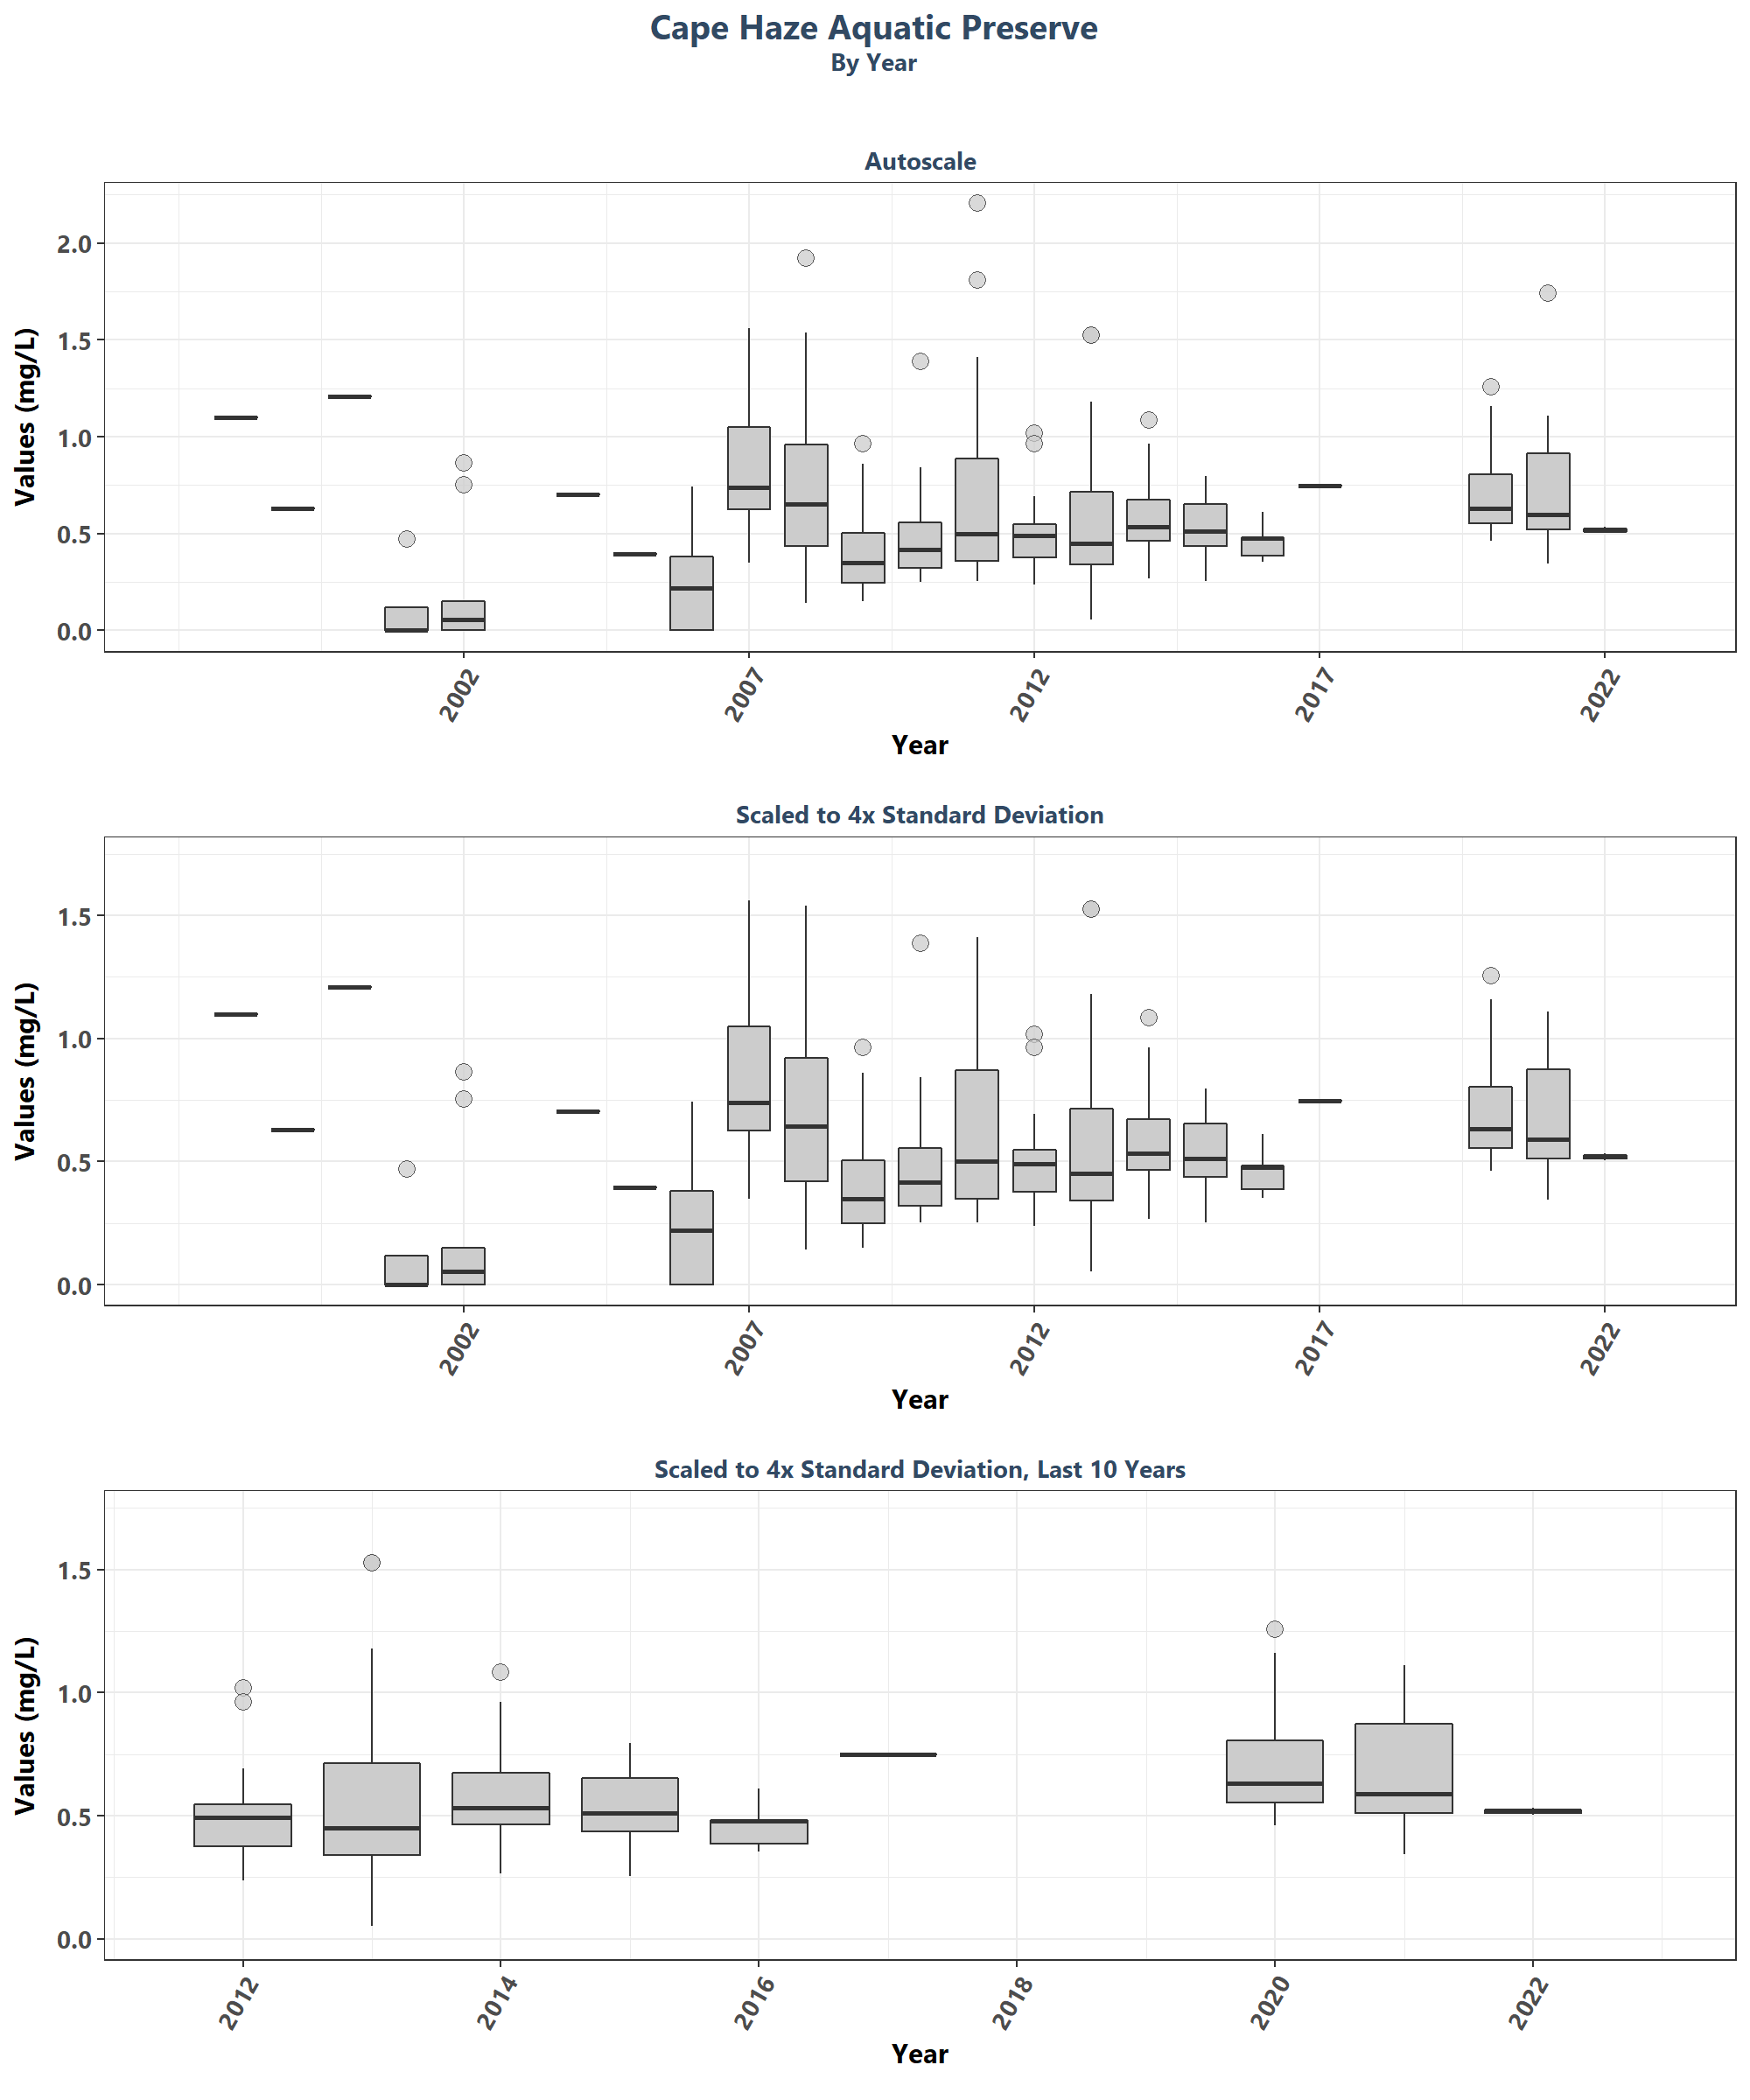 Cape Haze Aquatic Preserve
By Year
Autoscale
Values (mg/L)
2.0
1.5
1.0
0.5
0.0
2002 2007 2012 2017 2022
Year
Scaled to 4x Standard Deviation
Values (mg/L)
1.5
1.0
0.5
0.0
2002 2007 2012 2017 2022
Year
Scaled to 4x Standard Deviation, Last 10 Years
Values (mg/L)
1.5
1.0
0.5
0.0
2012 2014 2016 2018 2020 2022
Year